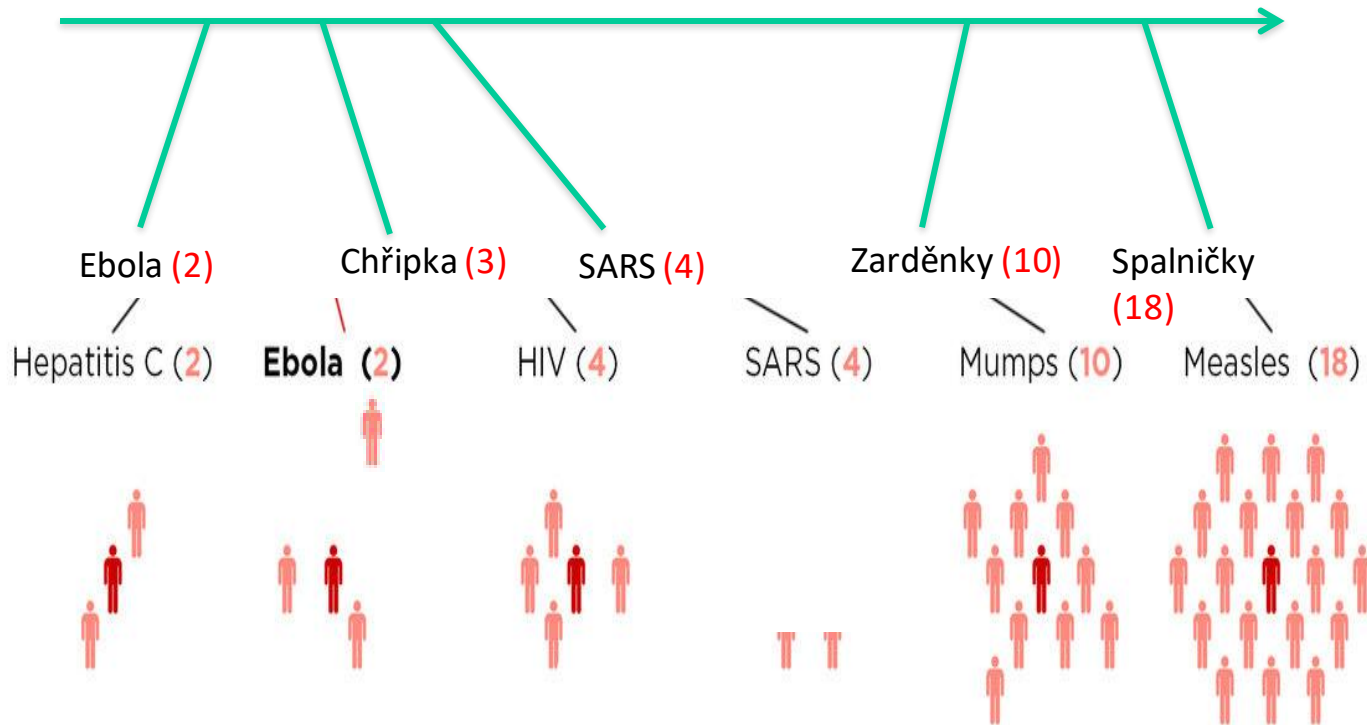 Ebola (2)
Chřipka (3)
SARS (4)
Zarděnky (10)
Spalničky
(18)
Hepatitis C (2)
Ebola (2)
HIV (4)
SARS (4)
Mumps (10)
Measles (18)